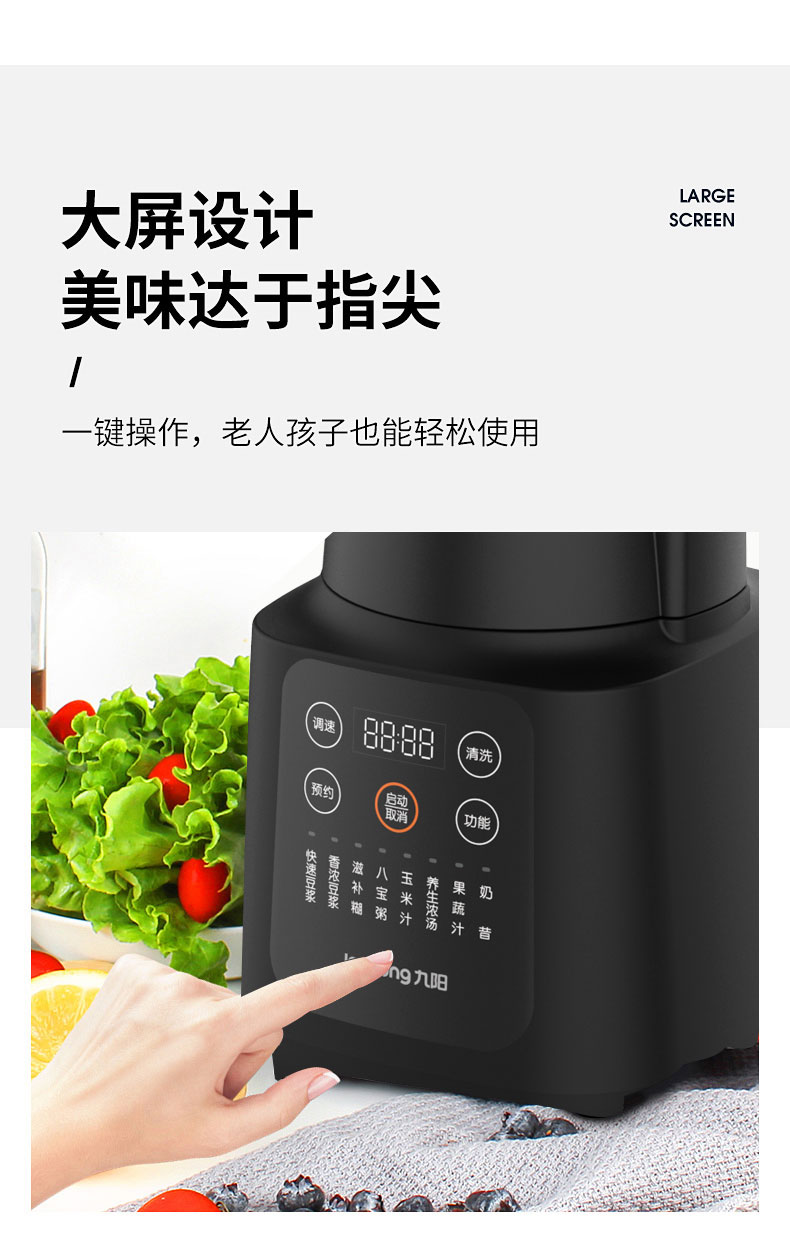 大屏设计
美味达于指尖
LARGE
SCREEN
/
一键操作，老人孩子也能轻松使用
调速
88:88
清洗
预约
启动
取消
功能
快速豆浆
香浓豆浆
滋补糊
八宝粥
玉米汁
养生浓汤
果蔬汁
奶昔
九阳